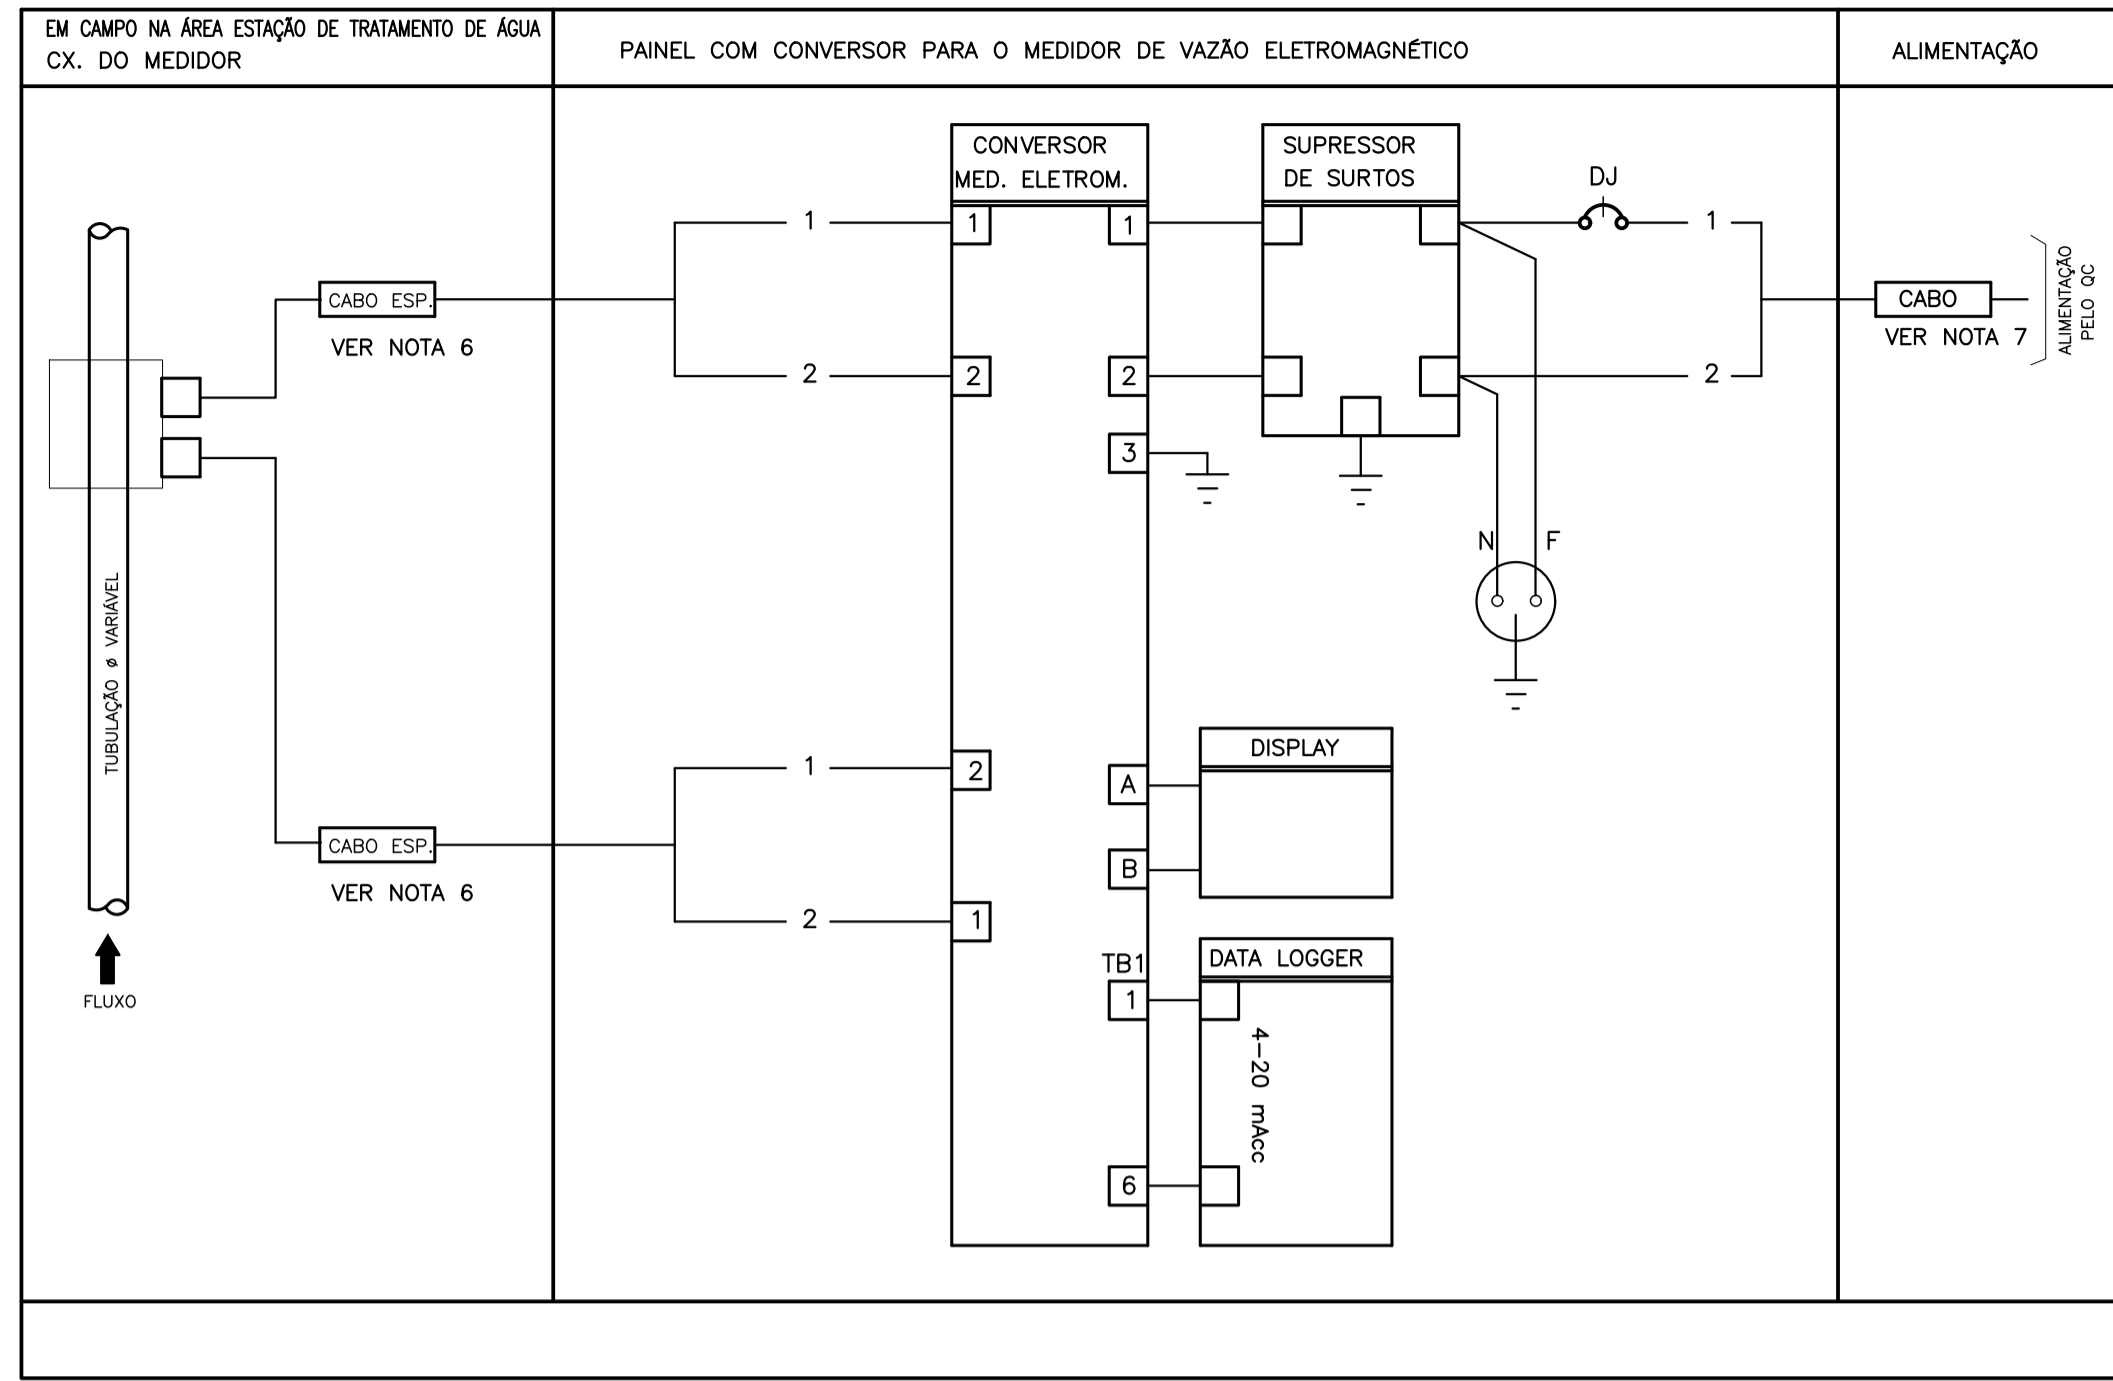 EM CAMPO NA ÁREA ESTAÇÃO DE TRATAMENTO DE ÁGUA
CX. DO MEDIDOR
PAINEL COM CONVERSOR PARA O MEDIDOR DE VAZÃO ELETROMAGNÉTICO
ALIMENTAÇÃO
TUBULAÇÃO ø VARIÁVEL
FLUXO
CABO ESP.
VER NOTA 6
CABO ESP.
VER NOTA 6
1
2
1
2
CONVERSOR
MED. ELETROM.
1
2
2
1
1
2
3
A
B
TB1
1
6
SUPRESSOR
DE SURTOS
DJ
1
2
N F
DISPLAY
DATA LOGGER
4-20 mAcc
CABO
VER NOTA 7
ALIMENTAÇÃO
PELO QC